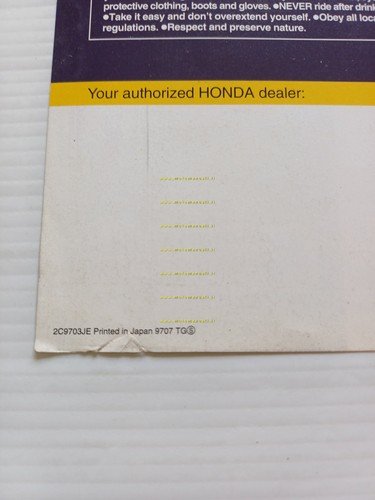 protective clothing, boots and gloves. •NEVER ride after drink
•Take it easy and don't overextend yourself. •Obey all loca
regulations. •Respect and preserve nature.
Your authorized HONDA dealer:
2C9703JE Printed in Japan 9707 TGⓈ